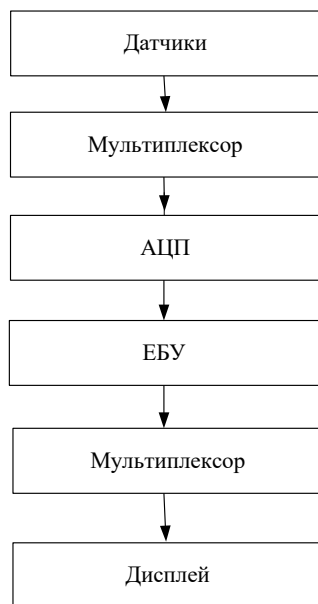 Датчики
Мультиплексор
АЦП
ЕБУ
Мультиплексор
Дисплей